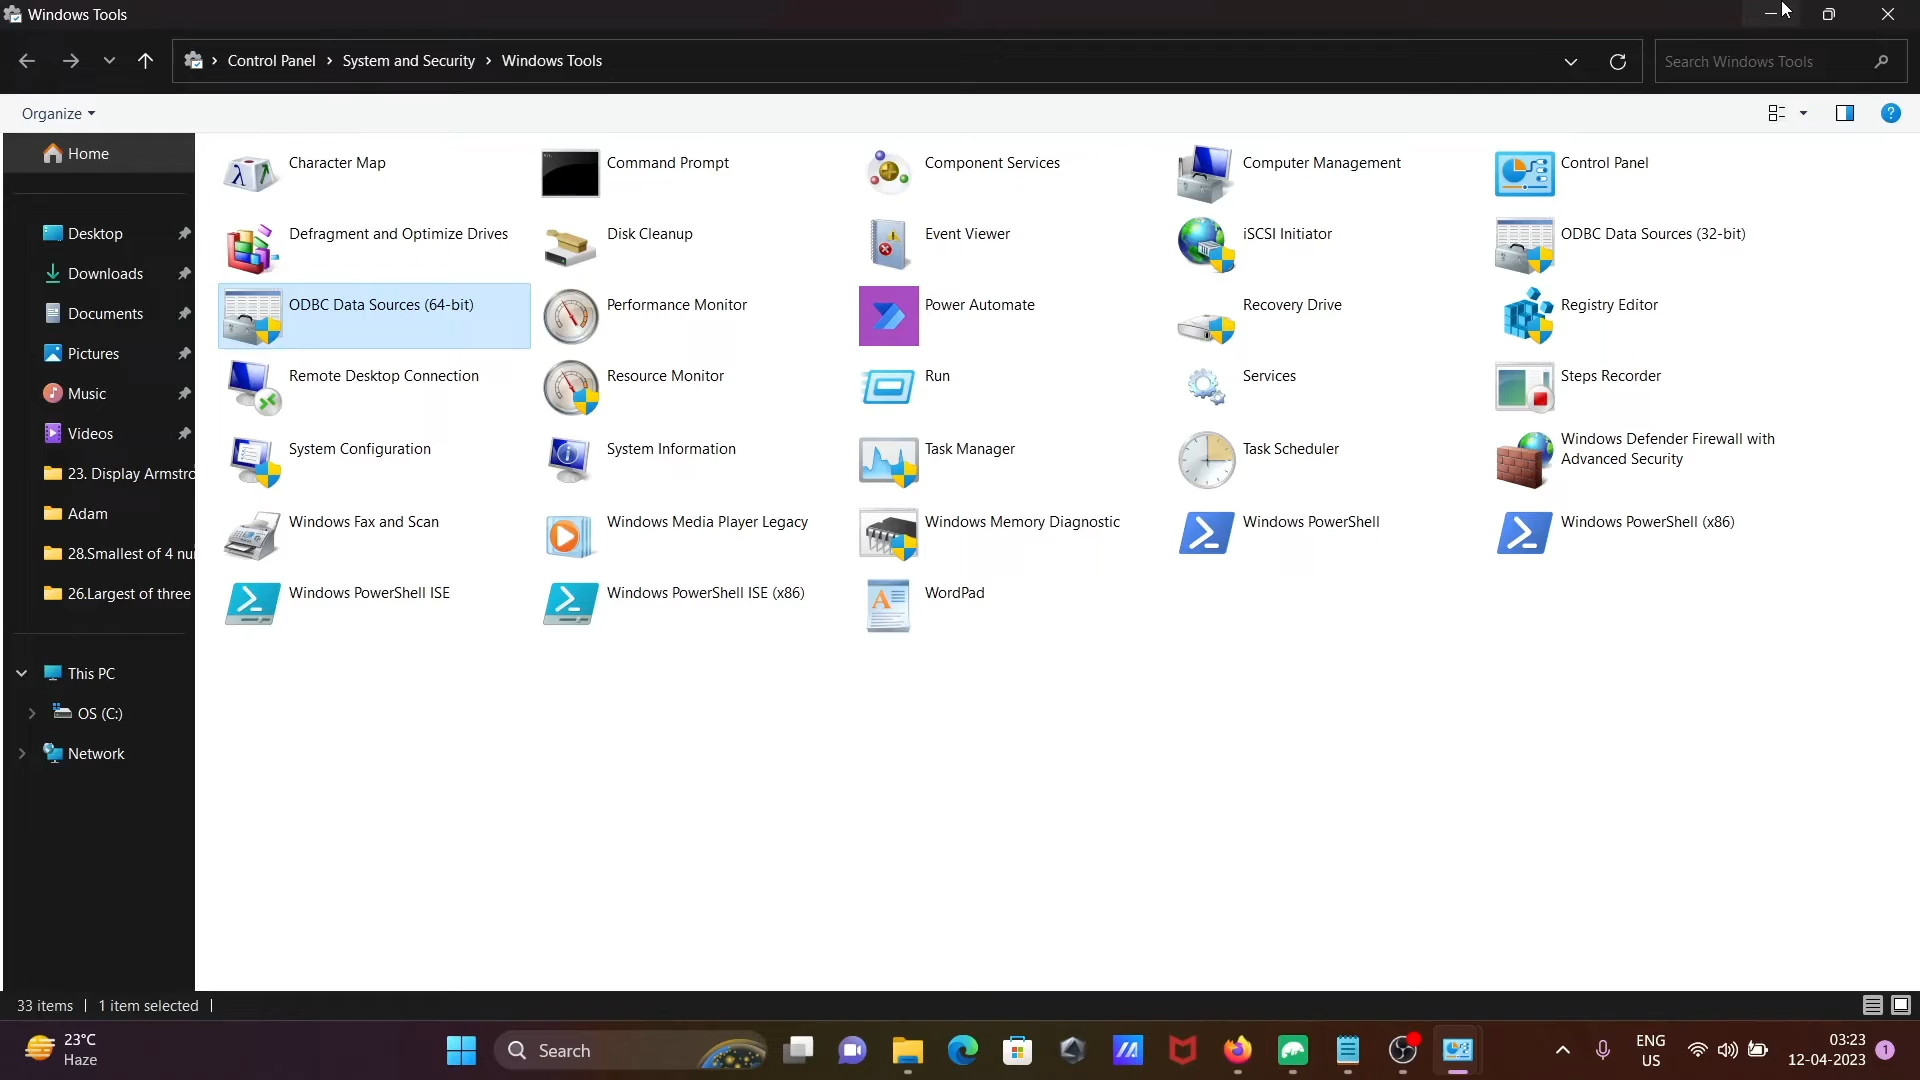 Windows Tools
Control Panel > System and Security > Windows Tools
Search Windows Tools
Organize
Home
Desktop
Downloads
Documents
Pictures
Music
Videos
23. Display Armstro
Adam
28.Smallest of 4 nu
26.Largest of three
This PC
OS (C:)
Network
Character Map
Command Prompt
Component Services
Computer Management
Control Panel
Defragment and Optimize Drives
Disk Cleanup
Event Viewer
iSCSI Initiator
ODBC Data Sources (32-bit)
ODBC Data Sources (64-bit)
Performance Monitor
Power Automate
Recovery Drive
Registry Editor
Remote Desktop Connection
Resource Monitor
Run
Services
Steps Recorder
System Configuration
System Information
Task Manager
Task Scheduler
Windows Defender Firewall with
Advanced Security
Windows Fax and Scan
Windows Media Player Legacy
Windows Memory Diagnostic
Windows PowerShell
Windows PowerShell (x86)
Windows PowerShell ISE
Windows PowerShell ISE (x86)
WordPad
33 items | 1 item selected |
23°C
Haze
Search
ENG
US
03:23
12-04-2023
1